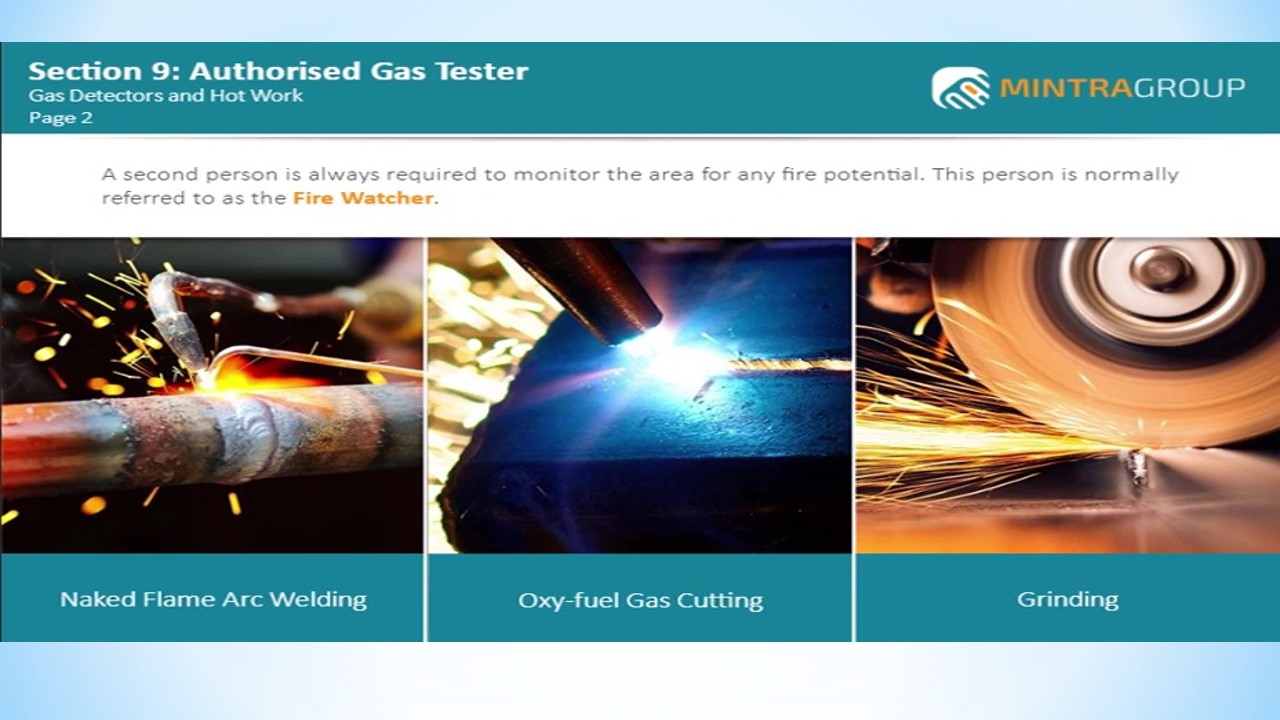 Section 9: Authorised Gas Tester
Gas Detectors and Hot Work
Page 2
MINTRAGROUP
A second person is always required to monitor the area for any fire potential. This person is normally
referred to as the Fire Watcher.
Naked Flame Arc Welding
Oxy-fuel Gas Cutting
Grinding